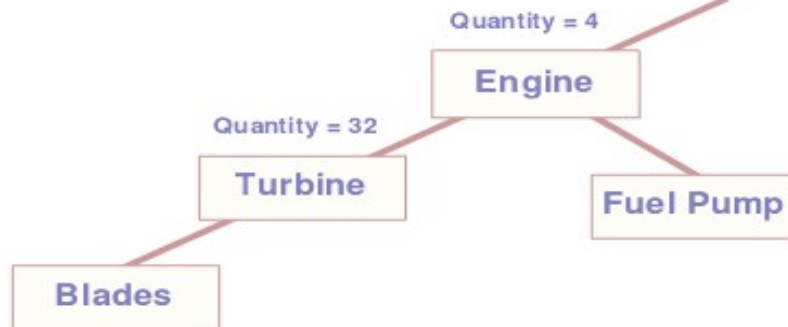 Quantity = 4
Engine
Quantity = 32
Turbine
Fuel Pump
Blades